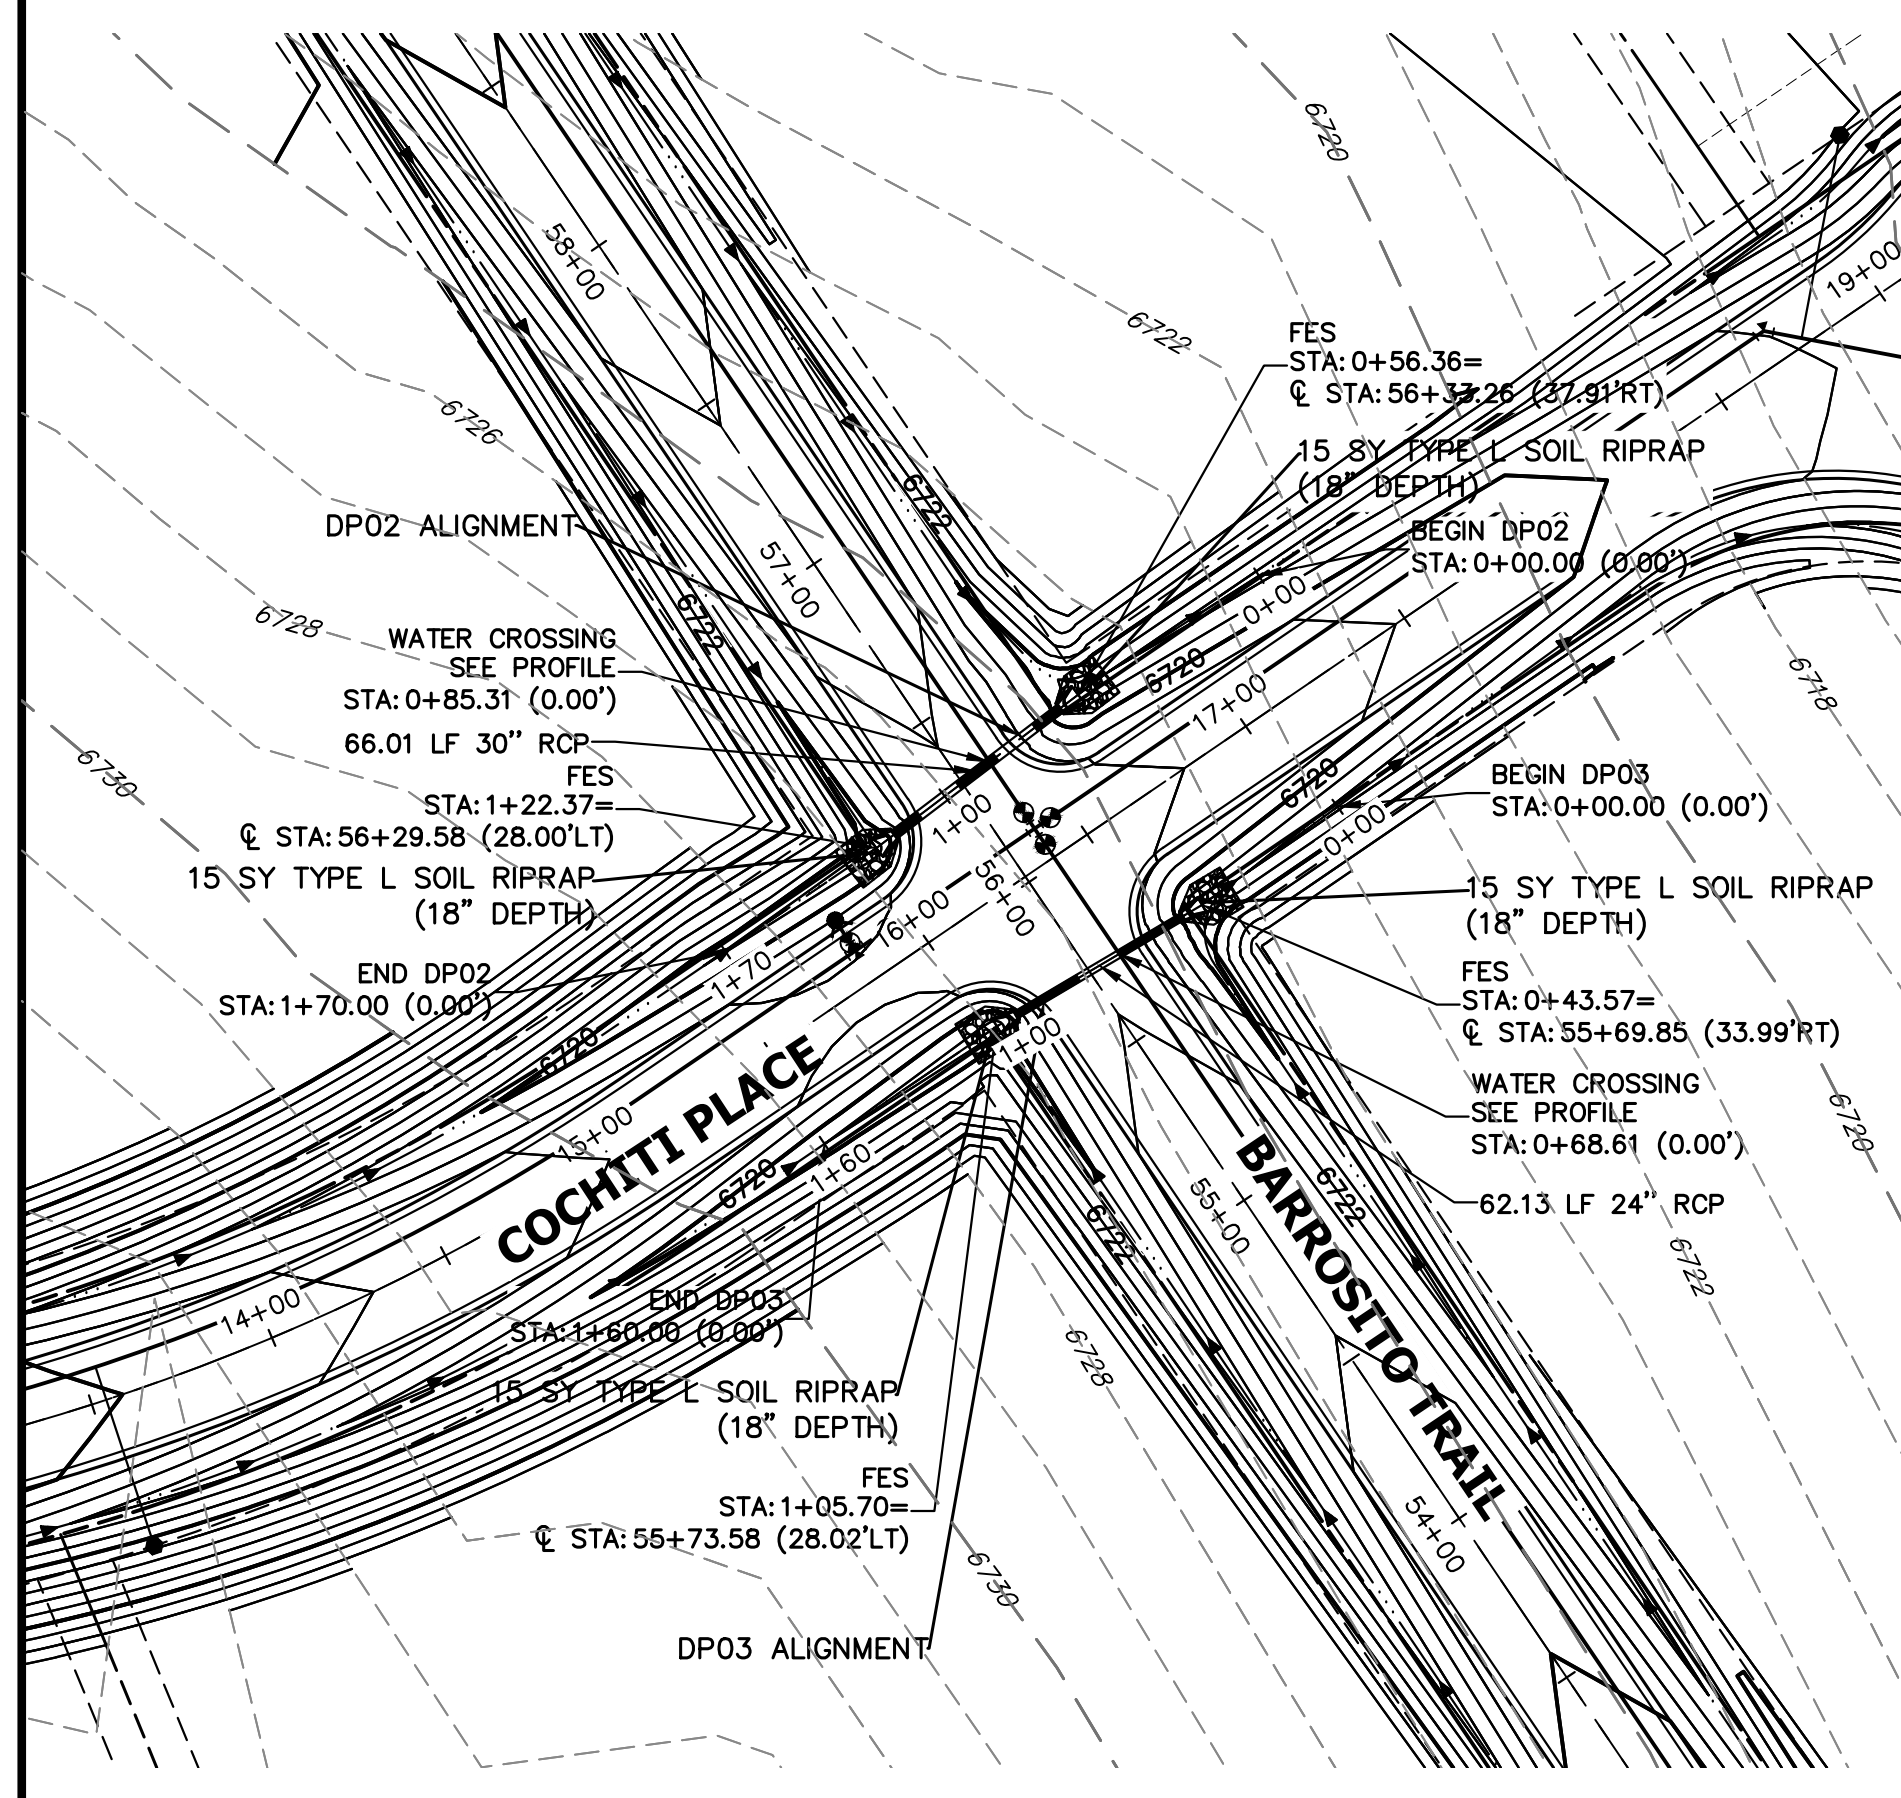 6720
58+00
19+00
6722
FES
STA: 0+56.36=
℄ STA: 56+33.26 (37.91'RT)
6726
15 SY TYPE L SOIL RIPRAP
(18" DEPTH)
6722
DP02 ALIGNMENT
BEGIN DP02
STA: 0+00.00 (0.00')
57+00
0+00
6728
6722
WATER CROSSING
SEE PROFILE
STA: 0+85.31 (0.00')
6720
6718
17+00
66.01 LF 30" RCP
6730
FES
STA: 1+22.37=
℄ STA: 56+29.58 (28.00'LT)
6720
BEGIN DP03
STA: 0+00.00 (0.00')
1+00
0+00
15 SY TYPE L SOIL RIPRAP
(18" DEPTH)
56+00
16+00
15 SY TYPE L SOIL RIPRAP
(18" DEPTH)
END DP02
STA: 1+70.00 (0.00')
1+70
FES
STA: 0+43.57=
℄ STA: 55+69.85 (33.99'RT)
6720
1+00
COCHITI PLACE
WATER CROSSING
SEE PROFILE
STA: 0+68.61 (0.00')
6720
15+00
6720
1+60
BARROSITO TRAIL
6722
55+00
62.13 LF 24" RCP
6722
6722
14+00
END DP03
STA: 1+60.00 (0.00')
6728
15 SY TYPE L SOIL RIPRAP
(18" DEPTH)
FES
STA: 1+05.70=
℄ STA: 55+73.58 (28.02'LT)
54+00
6730
DP03 ALIGNMENT